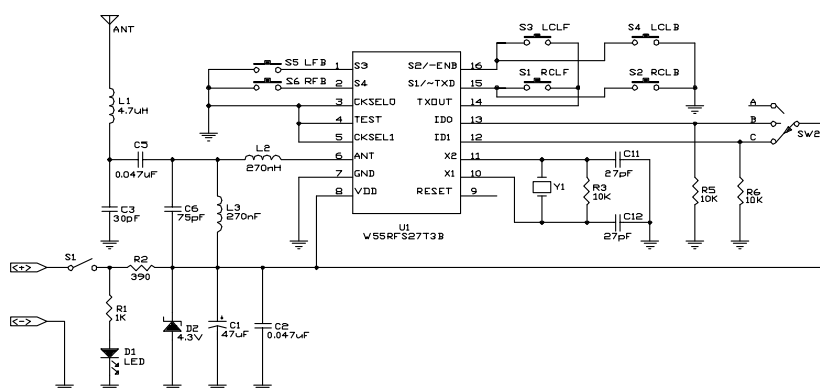 ANT
L1
4.7uH
C5
0.047uF
L2
270nH
C3
30pF
C6
75pF
L3
270nF
S5 LFB
S6 RFB
1 S3
2 S4
3 CKSEL0
4 TEST
5 CKSEL1
6 ANT
7 GND
8 VDD
S2/-ENB 16
S1/~TXD 15
TXOUT 14
ID0 13
ID1 12
X2 11
X1 10
RESET 9
U1
W55RFS27T3B
S3 LCLF
S4 LCLB
S1 RCLF
S2 RCLB
A
B
C
SW2
Y1
R3
10K
C11
27pF
C12
27pF
R5
10K
R6
10K
<+>
S1
R2
390
R1
1K
<->
D1
LED
D2
4.3V
C1
47uF
C2
0.047uF